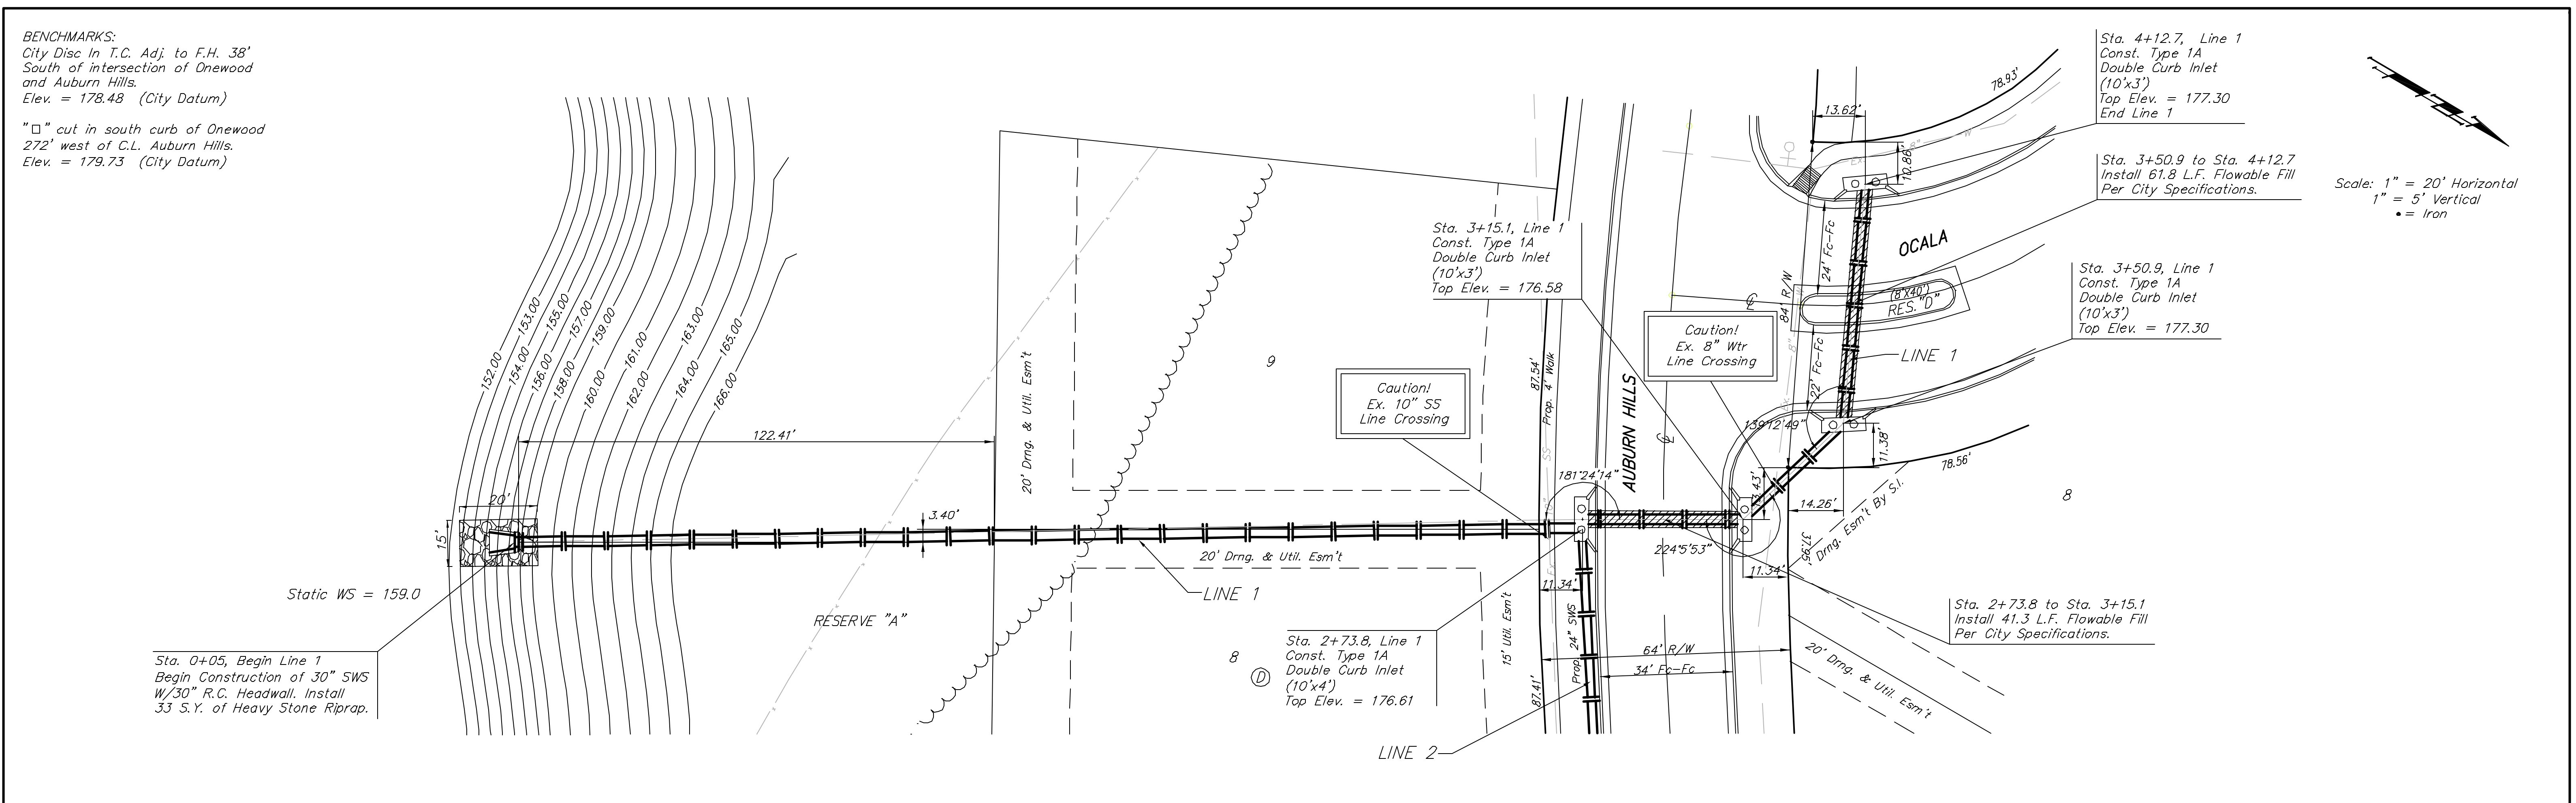 BENCHMARKS:
City Disc In T.C. Adj. to F.H. 38'
South of intersection of Onewood
and Auburn Hills.
Elev. = 178.48 (City Datum)
"□" cut in south curb of Onewood
272' west of C.L. Auburn Hills.
Elev. = 179.73 (City Datum)
152.00
153.00
154.00
155.00
156.00
157.00
158.00
159.00
160.00
161.00
162.00
163.00
164.00
165.00
166.00
122.41'
20'
15'
3.40'
Static WS = 159.0
Sta. 0+05, Begin Line 1
Begin Construction of 30" SWS
W/30" R.C. Headwall. Install
33 S.Y. of Heavy Stone Riprap.
RESERVE "A"
20' Drng. & Util. Esm't
9
20' Drng. & Util. Esm't
LINE 1
8
D
Sta. 2+73.8, Line 1
Const. Type 1A
Double Curb Inlet
(10'x4')
Top Elev. = 176.61
LINE 2
Caution!
Ex. 10" SS
Line Crossing
Sta. 3+15.1, Line 1
Const. Type 1A
Double Curb Inlet
(10'x3')
Top Elev. = 176.58
Caution!
Ex. 8" Wtr
Line Crossing
87.54'
Prop. 4' Walk
SS
AUBURN HILLS
181°24'14"
224°5'53"
11.34'
15' Util. Esm't
87.41'
Prop. 24" SWS
64' R/W
34' Fc-Fc
11.34'
13.43'
14.26'
37.95'
Drng. Esm't By S.I.
20' Drng. & Util. Esm't
139°12'49"
11.38'
78.56'
8
84' R/W
Ex. 8" W
24' Fc-Fc
22' Fc-Fc
13.62'
10.86'
78.93'
Ex. 8" W
OCALA
(8'x40')
RES. "D"
LINE 1
Sta. 4+12.7, Line 1
Const. Type 1A
Double Curb Inlet
(10'x3')
Top Elev. = 177.30
End Line 1
Sta. 3+50.9 to Sta. 4+12.7
Install 61.8 L.F. Flowable Fill
Per City Specifications.
Sta. 3+50.9, Line 1
Const. Type 1A
Double Curb Inlet
(10'x3')
Top Elev. = 177.30
Sta. 2+73.8 to Sta. 3+15.1
Install 41.3 L.F. Flowable Fill
Per City Specifications.
Scale: 1" = 20' Horizontal
1" = 5' Vertical
• = Iron